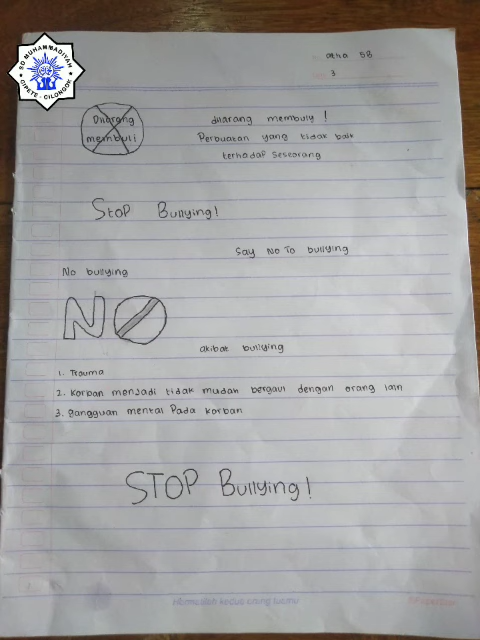 SD MUHAMMADIYAH
CIPETE - CILONGOK
atha 5B
3
Dilarang
membuli
dilarang membuly !
Perbuatan yang tidak baik
terhadap seseorang
Stop Bullying!
Say No To bullying
No bullying
NO
akibat bullying
1. Trauma
2. Korban menjadi tidak mudah bergaul dengan orang lain
3. Gangguan mental Pada korban
STOP Bullying!